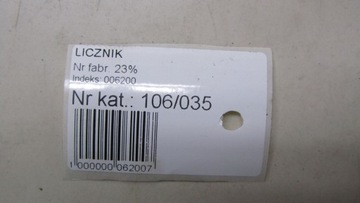 LICZNIK
Nr fabr. 23%
Indeks: 006200
Nr kat.: 106/035
1 000000 062007